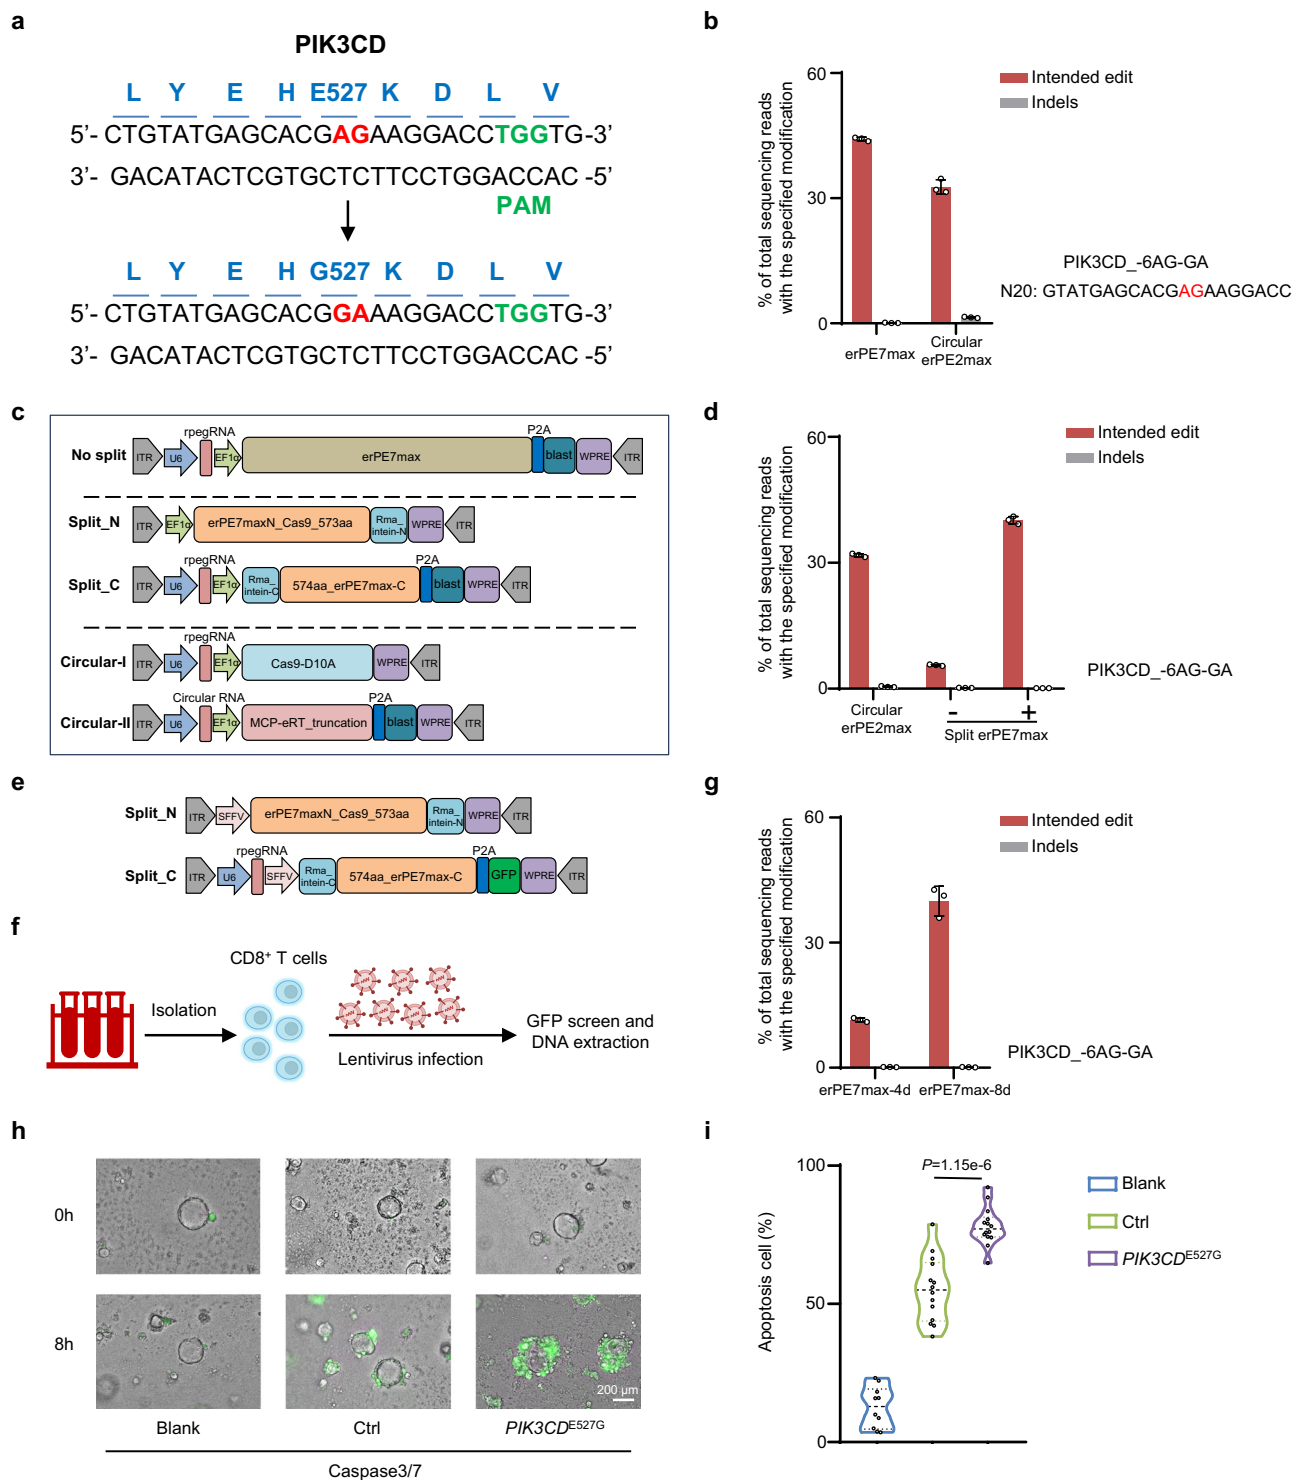 a
PIK3CD
L Y E H E527 K D L V
5’- CTGTATGAGCACGAGAAGGACCTGGTG-3’
3’- GACATACTCGTGCTCTTCCTGGACCAC -5’
PAM
L Y E H G527 K D L V
5’- CTGTATGAGCACGGAAAGGACCTGGTG-3’
3’- GACATACTCGTGCTCTTCCTGGACCAC -5’
b
% of total sequencing reads
with the specified modification
60
30
0
Intended edit
Indels
erPE7max
Circular
erPE2max
PIK3CD_-6AG-GA
N20: GTATGAGCACGAGAAGGACC
c
No split
ITR U6 rpegRNA EF1α erPE7max P2A blast WPRE ITR
Split_N
ITR EF1α erPE7maxN_Cas9_573aa Rma_
intein-N WPRE ITR
Split_C
ITR U6 rpegRNA EF1α Rma_
intein-C 574aa_erPE7max-C P2A blast WPRE ITR
Circular-I
ITR U6 rpegRNA EF1α Cas9-D10A WPRE ITR
Circular-II
ITR U6 Circular RNA EF1α MCP-eRT_truncation P2A blast WPRE ITR
d
% of total sequencing reads
with the specified modification
60
30
0
Intended edit
Indels
Circular
erPE2max
- +
Split erPE7max
PIK3CD_-6AG-GA
e
Split_N
ITR SFFV erPE7maxN_Cas9_573aa Rma_
intein-N WPRE ITR
Split_C
ITR U6 rpegRNA SFFV Rma_
intein-C 574aa_erPE7max-C P2A GFP WPRE ITR
f
Isolation
CD8+ T cells
Lentivirus infection
GFP screen and
DNA extraction
g
% of total sequencing reads
with the specified modification
60
30
0
Intended edit
Indels
erPE7max-4d erPE7max-8d
PIK3CD_-6AG-GA
h
0h
8h
200 μm
Blank Ctrl PIK3CDE527G
Caspase3/7
i
Apoptosis cell (%)
100
50
0
P=1.15e-6
Blank
Ctrl
PIK3CDE527G